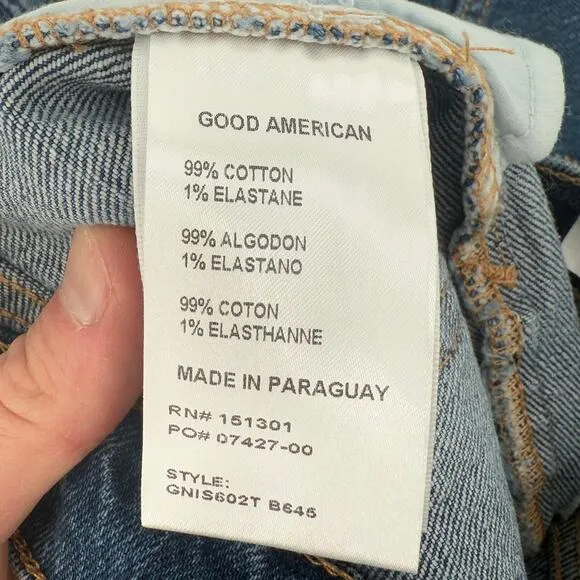 GOOD AMERICAN
99% COTTON
1% ELASTANE
99% ALGODON
1% ELASTANO
99% COTON
1% ELASTHANNE
MADE IN PARAGUAY
RN# 151301
PO# 07427-00
STYLE:
GNIS602T B645